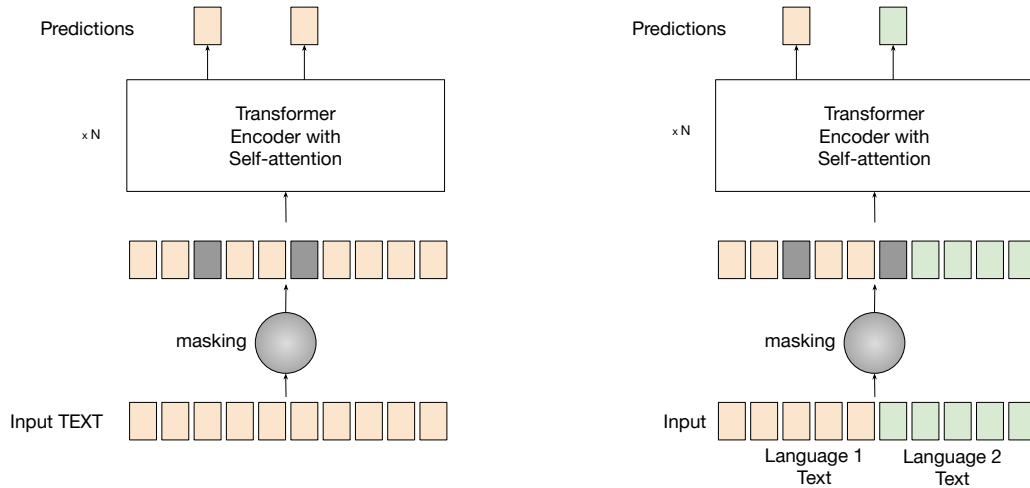 Predictions
Transformer
Encoder with
Self-attention
x N
masking
Input TEXT
Predictions
Transformer
Encoder with
Self-attention
x N
masking
Input
Language 1
Text
Language 2
Text